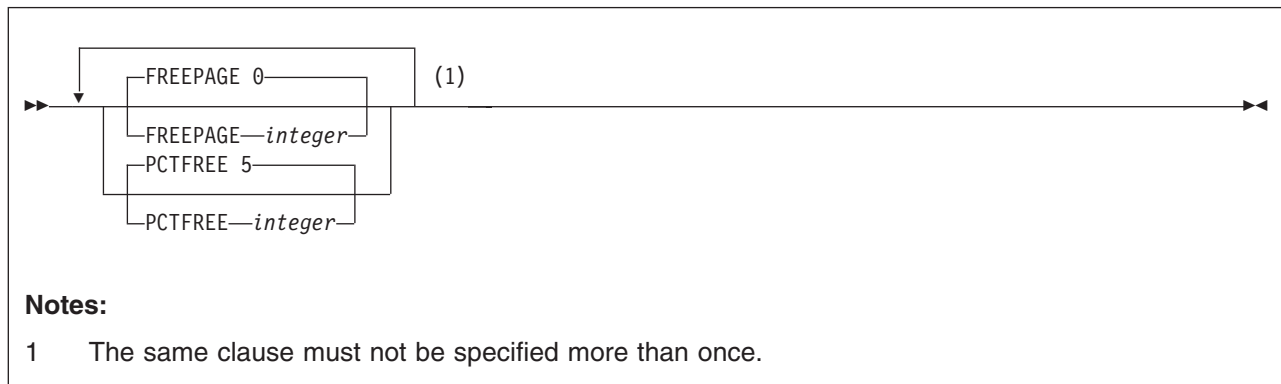 FREEPAGE 0
(1)
FREEPAGE integer
PCTFREE 5
PCTFREE integer
Notes:
1 The same clause must not be specified more than once.